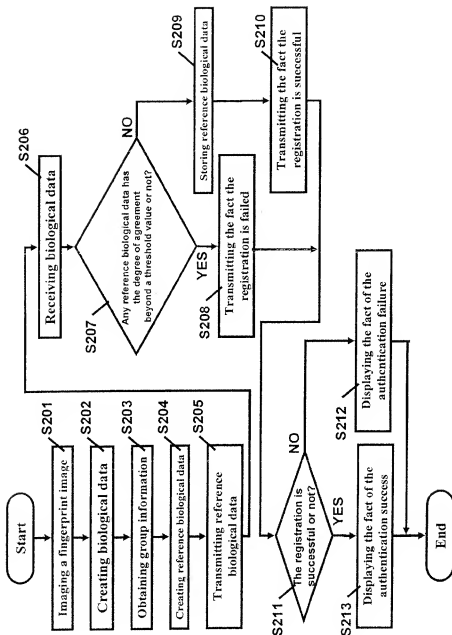 Start
S201
Imaging a fingerprint image
S202
Creating biological data
S203
Obtaining group information
S204
Creating reference biological data
S205
Transmitting reference
biological data
S206
Receiving biological data
S207
Any reference biological data has
the degree of agreement
beyond a threshold value or not?
NO
YES
S208
Transmitting the fact the
registration is failed
S209
Storing reference biological data
S210
Transmitting the fact the
registration is successful
S211
The registration is
successful or not?
NO
YES
S212
Displaying the fact of the
authentication failure
S213
Displaying the fact of the
authentication success
End